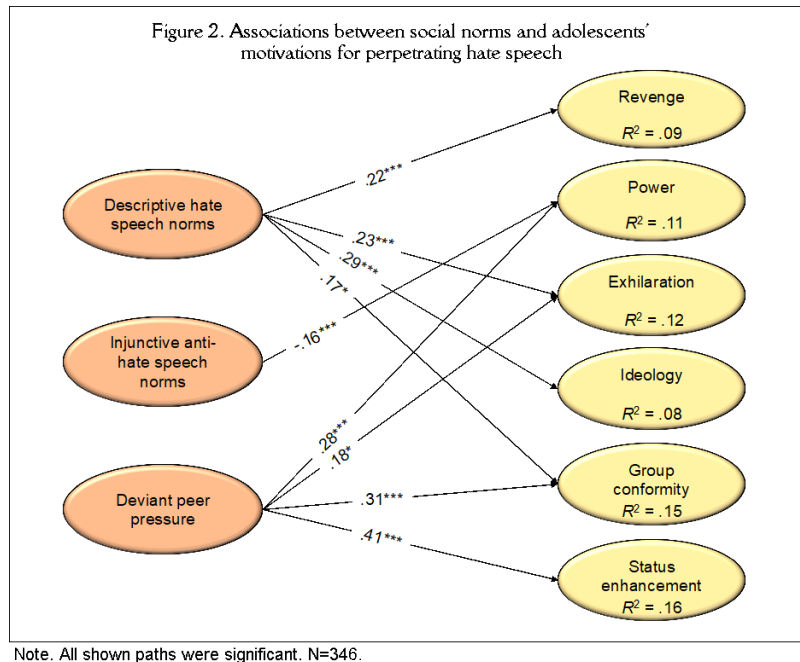 Figure 2. Associations between social norms and adolescents'
motivations for perpetrating hate speech
Descriptive hate
speech norms
Injunctive anti-
hate speech
norms
Deviant peer
pressure
.22***
.23***
.29***
.17*
-.16***
.28***
.18*
.31***
.41***
Revenge
R² = .09
Power
R² = .11
Exhilaration
R² = .12
Ideology
R² = .08
Group
conformity
R² = .15
Status
enhancement
R² = .16
Note. All shown paths were significant. N=346.